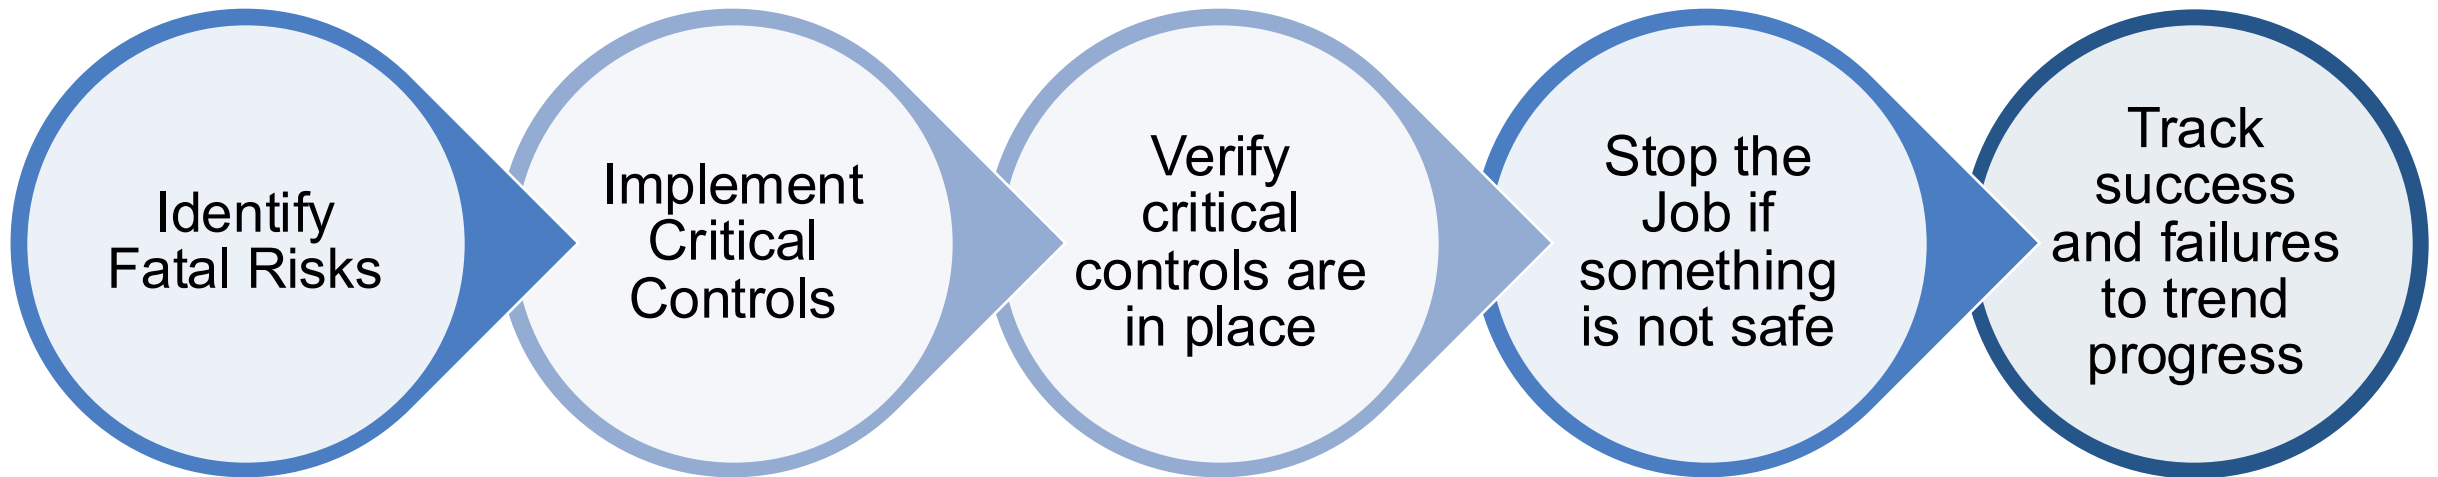 Identify
Fatal Risks
Implement
Critical
Controls
Verify
critical
controls are
in place
Stop the
Job if
something
is not safe
Track
success
and failures
to trend
progress